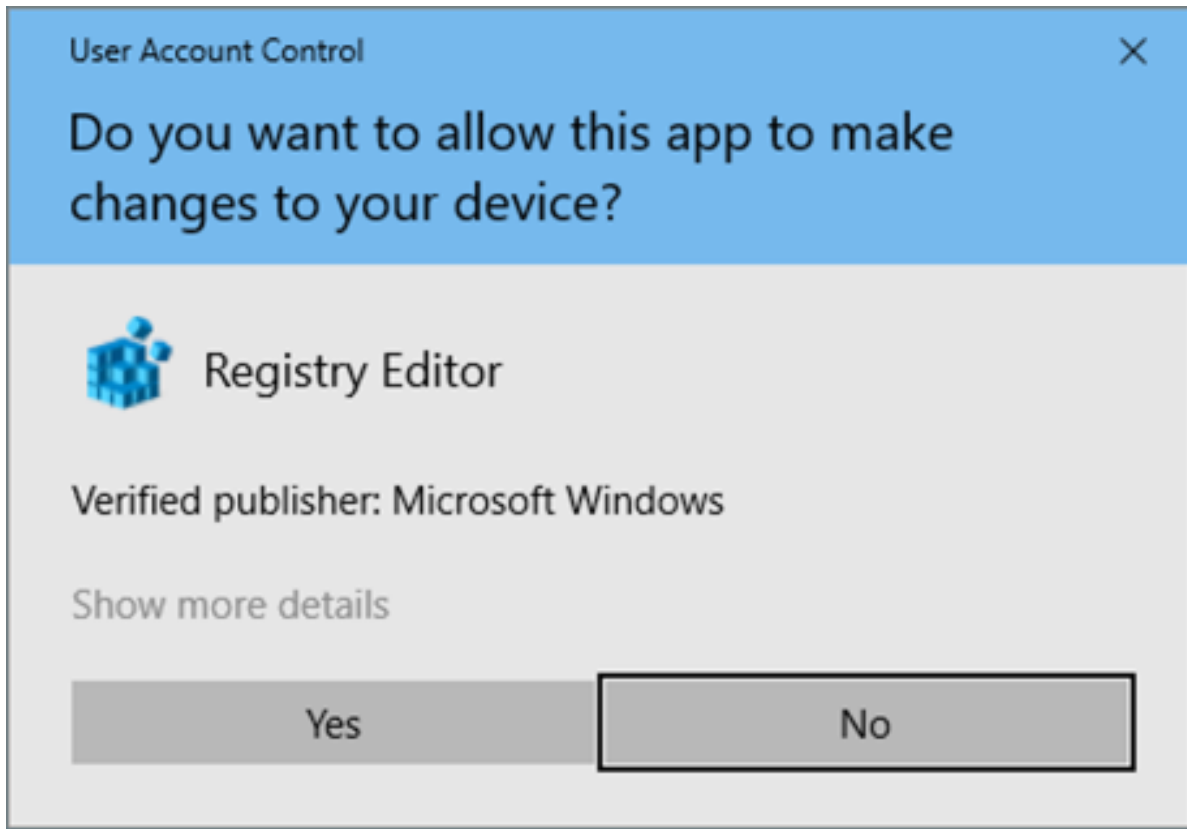 User Account Control
Do you want to allow this app to make
changes to your device?
Registry Editor
Verified publisher: Microsoft Windows
Show more details
Yes
No